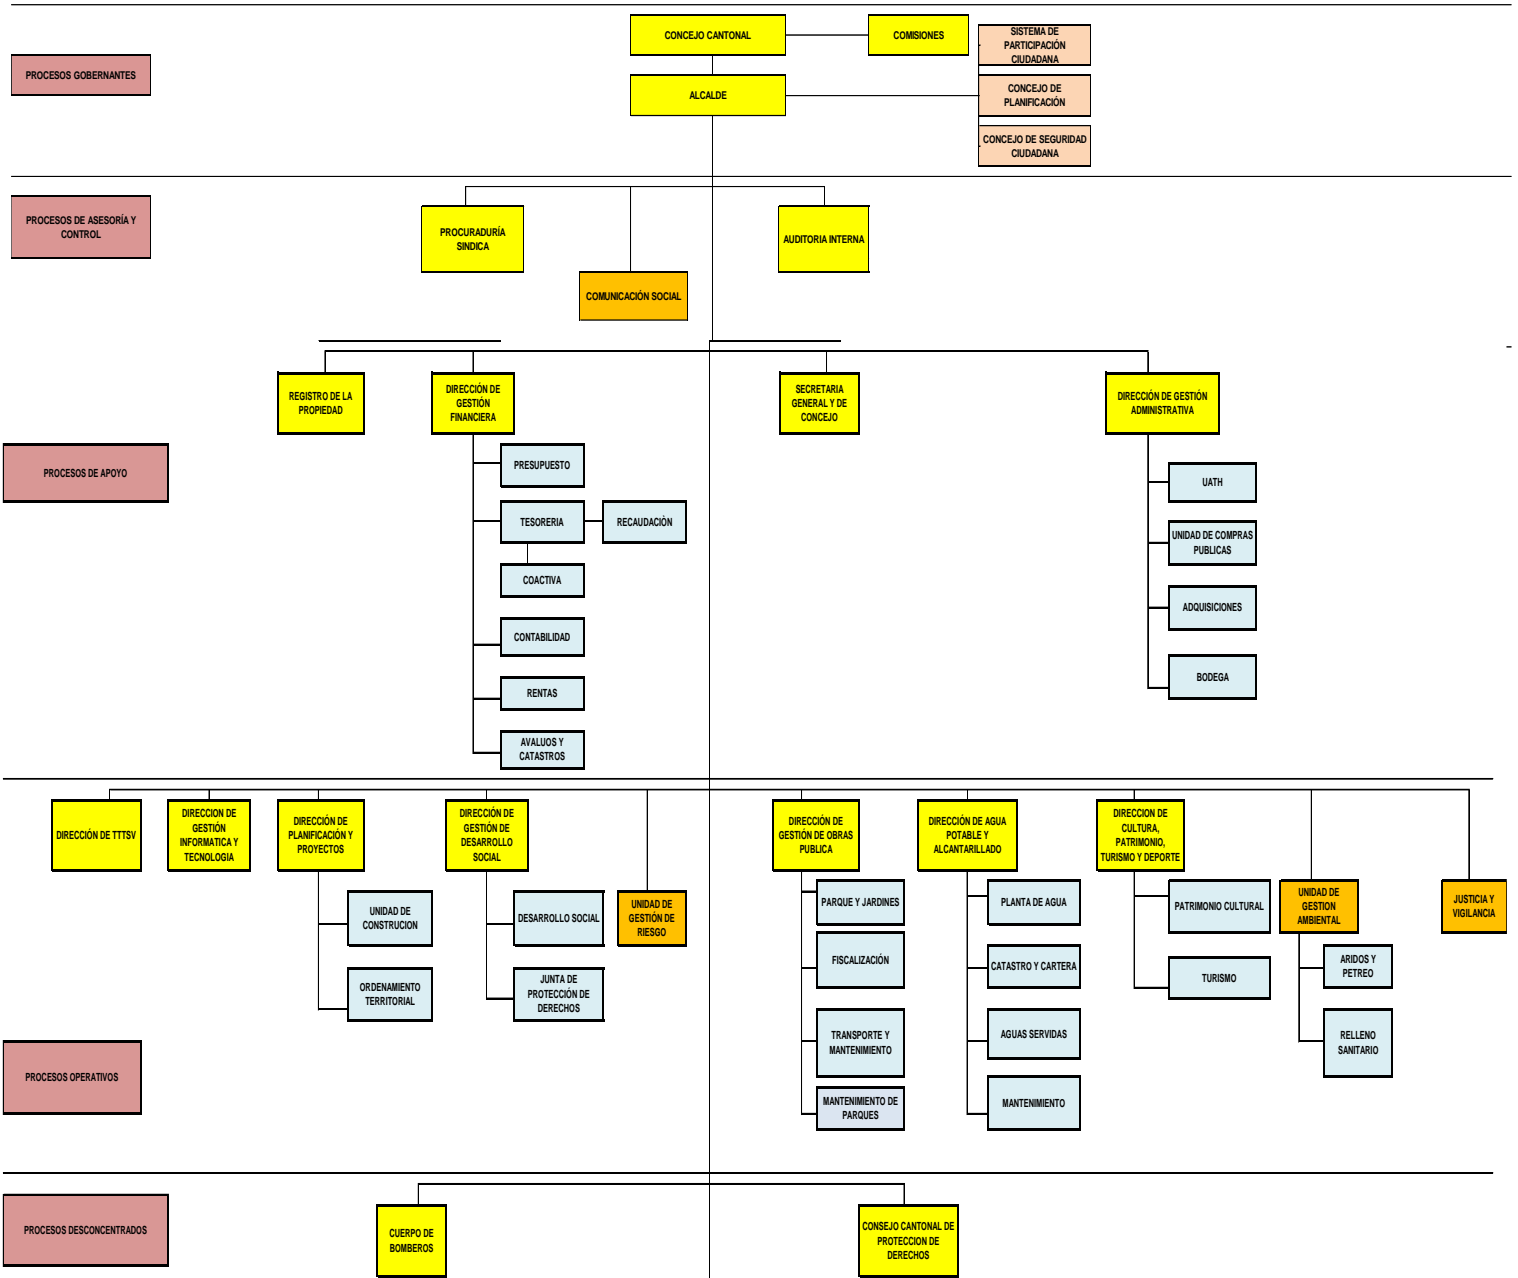 CONCEJO CANTONAL
COMISIONES
SISTEMA DE
PARTICIPACIÓN
CIUDADANA
PROCESOS GOBERNANTES
ALCALDE
CONCEJO DE
PLANIFICACIÓN
CONCEJO DE SEGURIDAD
CIUDADANA
PROCESOS DE ASESORÍA Y
CONTROL
PROCURADURÍA
SINDICA
AUDITORIA INTERNA
COMUNICACIÓN SOCIAL
REGISTRO DE LA
PROPIEDAD
DIRECCIÓN DE
GESTIÓN
FINANCIERA
SECRETARIA
GENERAL Y DE
CONCEJO
DIRECCIÓN DE GESTIÓN
ADMINISTRATIVA
PROCESOS DE APOYO
PRESUPUESTO
TESORERIA
RECAUDACIÒN
COACTIVA
CONTABILIDAD
RENTAS
AVALUOS Y
CATASTROS
UATH
UNIDAD DE COMPRAS
PUBLICAS
ADQUISICIONES
BODEGA
DIRECCIÓN DE TTTSV
DIRECCION DE
GESTIÓN
INFORMATICA Y
TECNOLOGIA
DIRECCIÓN DE
PLANIFICACIÓN Y
PROYECTOS
DIRECCIÓN DE
GESTIÓN DE
DESARROLLO
SOCIAL
DIRECCIÓN DE
GESTIÓN DE OBRAS
PUBLICA
DIRECCIÓN DE AGUA
POTABLE Y
ALCANTARILLADO
DIRECCION DE
CULTURA,
PATRIMONIO,
TURISMO Y DEPORTE
UNIDAD DE
CONSTRUCION
ORDENAMIENTO
TERRITORIAL
DESARROLLO SOCIAL
JUNTA DE
PROTECCIÓN DE
DERECHOS
UNIDAD DE
GESTIÓN DE
RIESGO
PARQUE Y JARDINES
FISCALIZACIÓN
TRANSPORTE Y
MANTENIMIENTO
MANTENIMIENTO DE
PARQUES
PLANTA DE AGUA
CATASTRO Y CARTERA
AGUAS SERVIDAS
MANTENIMIENTO
PATRIMONIO CULTURAL
TURISMO
UNIDAD DE
GESTION
AMBIENTAL
ARIDOS Y
PETREO
RELLENO
SANITARIO
JUSTICIA Y
VIGILANCIA
PROCESOS OPERATIVOS
PROCESOS DESCONCENTRADOS
CUERPO DE
BOMBEROS
CONSEJO CANTONAL DE
PROTECCION DE
DERECHOS